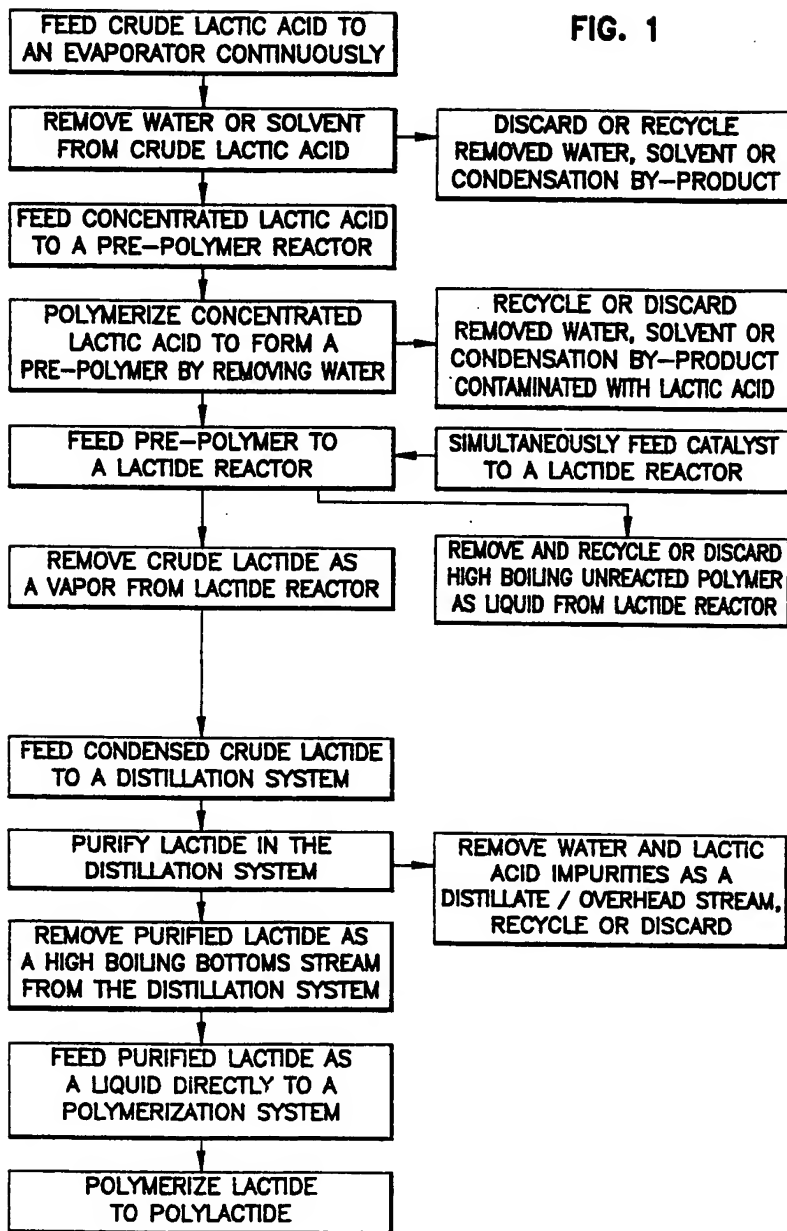 FIG. 1
FEED CRUDE LACTIC ACID TO
AN EVAPORATOR CONTINUOUSLY
REMOVE WATER OR SOLVENT
FROM CRUDE LACTIC ACID
DISCARD OR RECYCLE
REMOVED WATER, SOLVENT OR
CONDENSATION BY-PRODUCT
FEED CONCENTRATED LACTIC ACID
TO A PRE-POLYMER REACTOR
POLYMERIZE CONCENTRATED
LACTIC ACID TO FORM A
PRE-POLYMER BY REMOVING WATER
RECYCLE OR DISCARD
REMOVED WATER, SOLVENT OR
CONDENSATION BY-PRODUCT
CONTAMINATED WITH LACTIC ACID
FEED PRE-POLYMER TO
A LACTIDE REACTOR
SIMULTANEOUSLY FEED CATALYST
TO A LACTIDE REACTOR
REMOVE CRUDE LACTIDE AS
A VAPOR FROM LACTIDE REACTOR
REMOVE AND RECYCLE OR DISCARD
HIGH BOILING UNREACTED POLYMER
AS LIQUID FROM LACTIDE REACTOR
FEED CONDENSED CRUDE LACTIDE
TO A DISTILLATION SYSTEM
PURIFY LACTIDE IN THE
DISTILLATION SYSTEM
REMOVE WATER AND LACTIC
ACID IMPURITIES AS A
DISTILLATE / OVERHEAD STREAM,
RECYCLE OR DISCARD
REMOVE PURIFIED LACTIDE AS
A HIGH BOILING BOTTOMS STREAM
FROM THE DISTILLATION SYSTEM
FEED PURIFIED LACTIDE AS
A LIQUID DIRECTLY TO A
POLYMERIZATION SYSTEM
POLYMERIZE LACTIDE
TO POLYLACTIDE